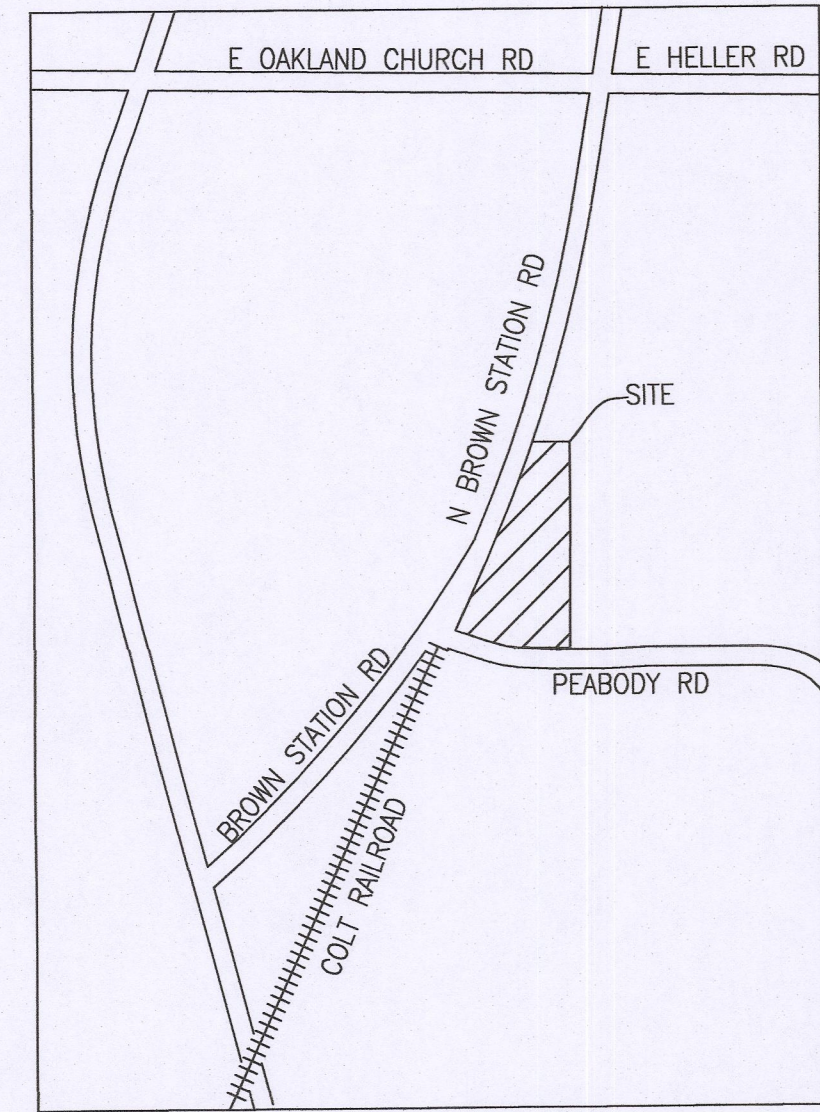 E OAKLAND CHURCH RD
E HELLER RD
N BROWN STATION RD
SITE
PEABODY RD
BROWN STATION RD
COLT RAILROAD